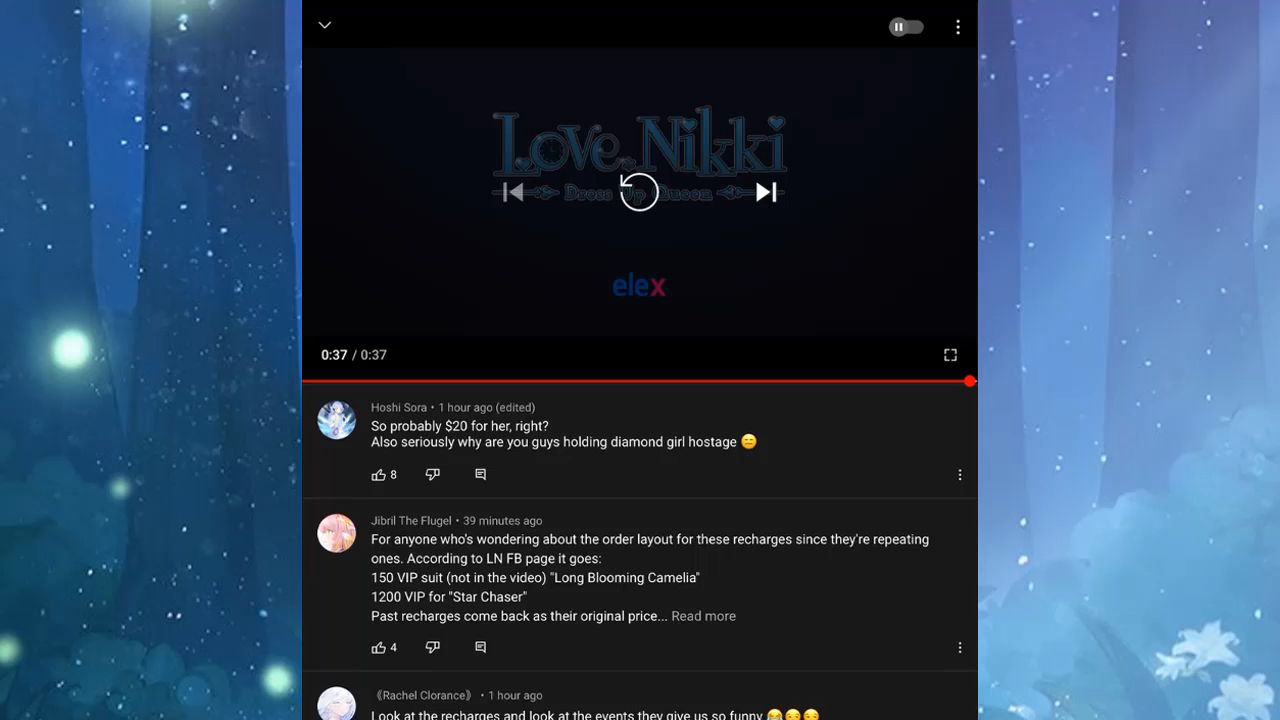 Love Nikki
Dress Up Queen
elex
0:37 / 0:37
Hoshi Sora • 1 hour ago (edited)
So probably $20 for her, right?
Also seriously why are you guys holding diamond girl hostage 😑
8
Jibril The Flugel • 39 minutes ago
For anyone who's wondering about the order layout for these recharges since they're repeating
ones. According to LN FB page it goes:
150 VIP suit (not in the video) "Long Blooming Camelia"
1200 VIP for "Star Chaser"
Past recharges come back as their original price... Read more
4
《Rachel Clorance》 • 1 hour ago
Look at the recharges and look at the events they give us so funny 😂😏😏